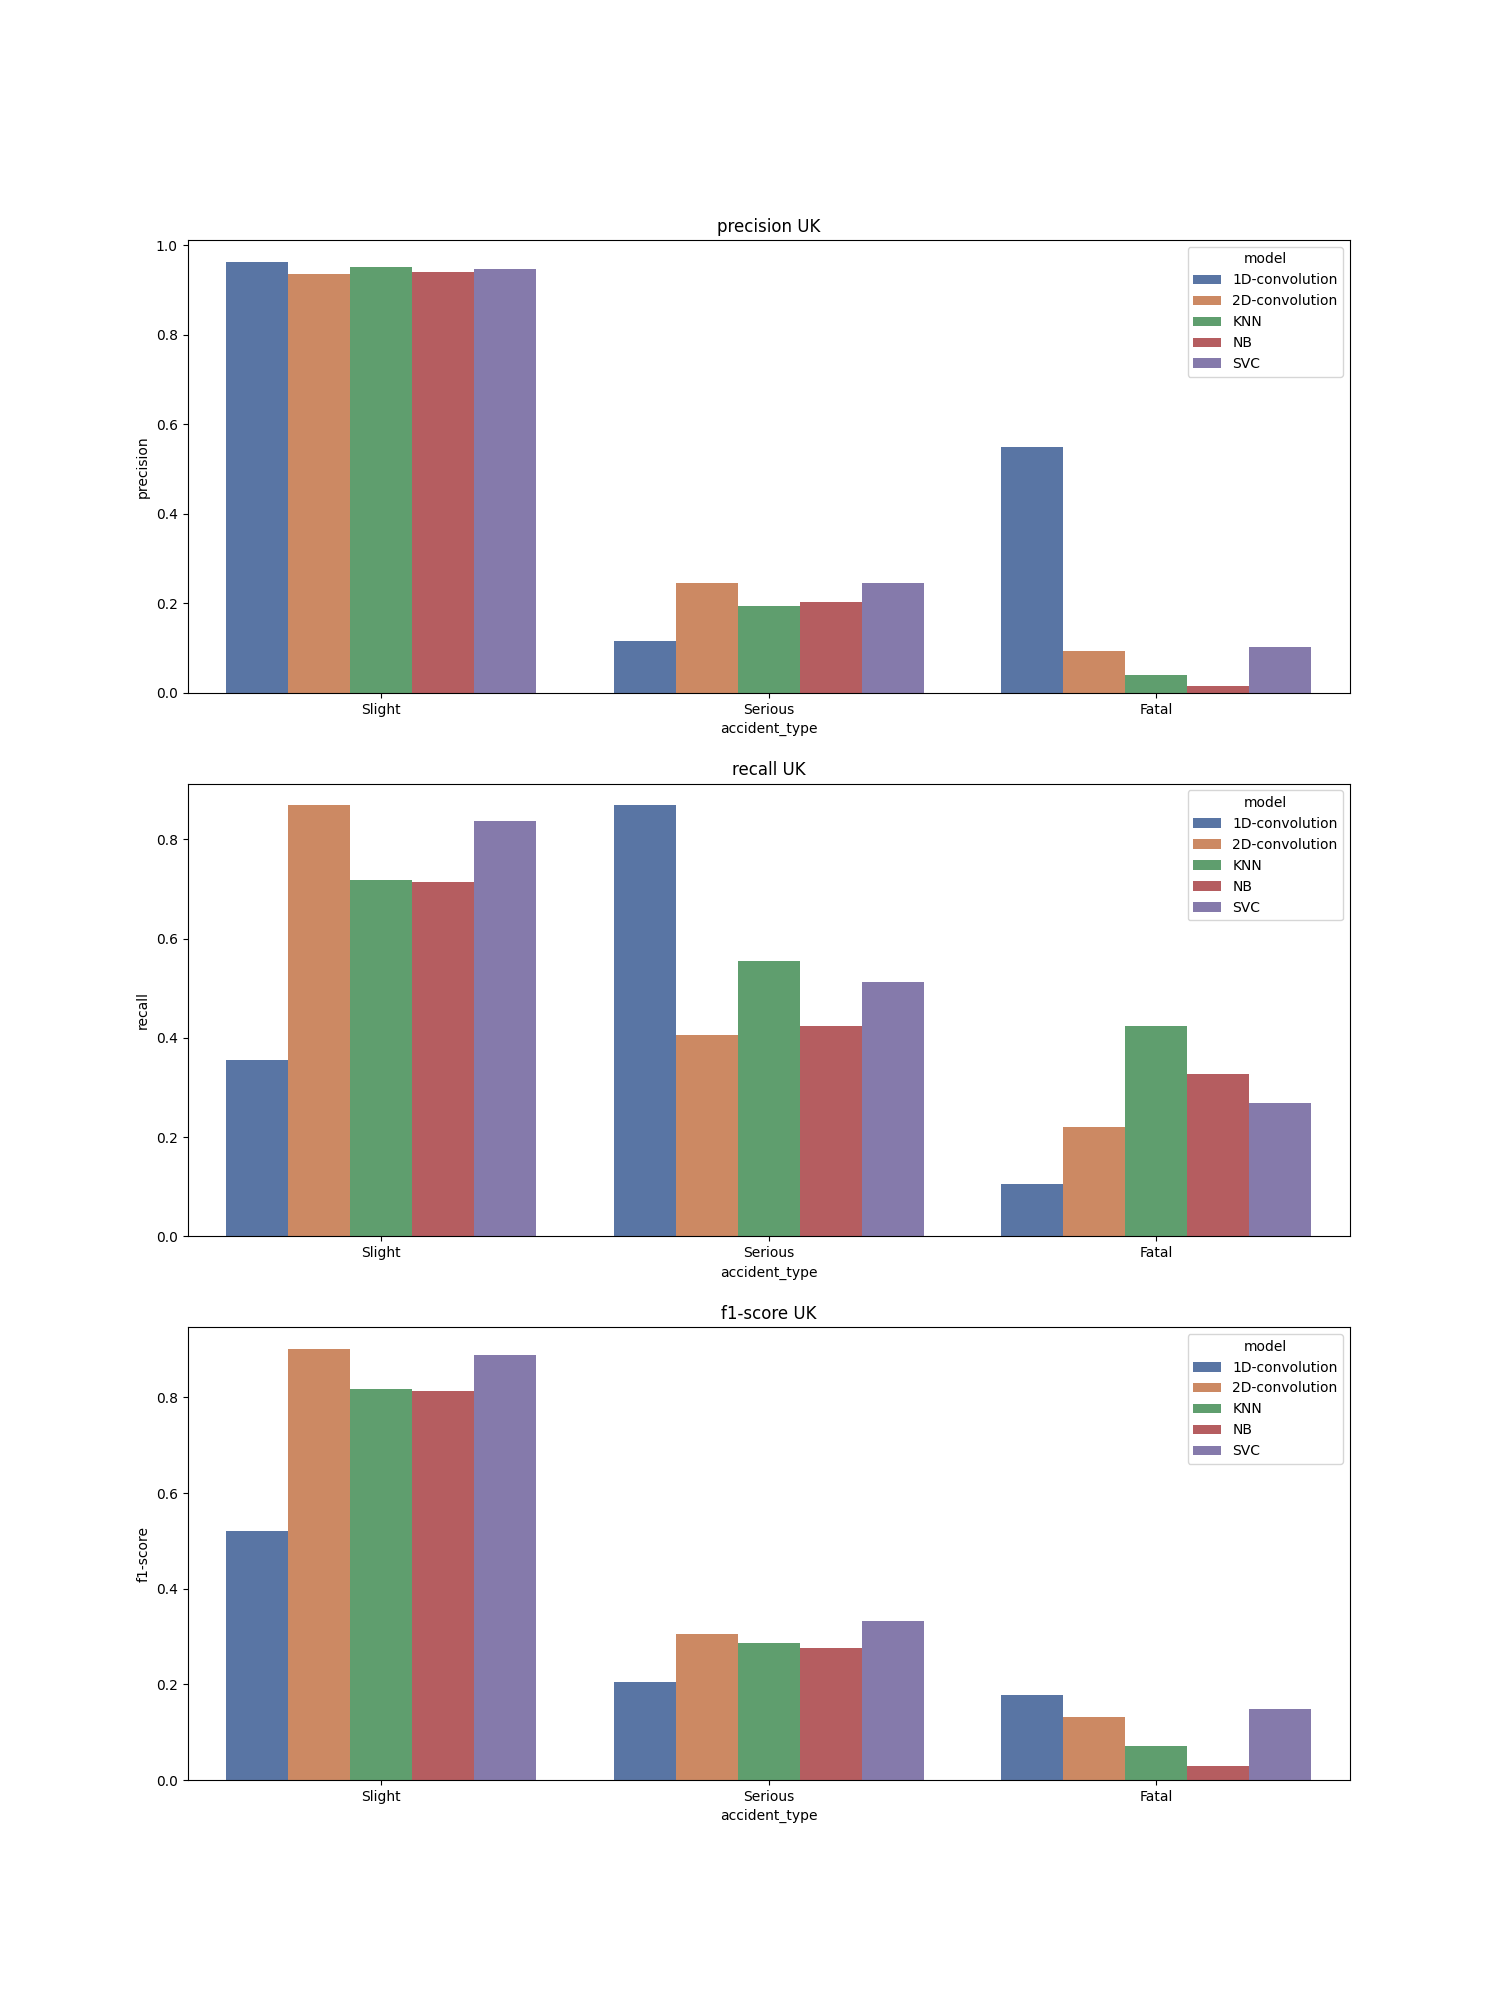 precision UK
1.0
0.8
0.6
0.4
0.2
0.0
precision
model
1D-convolution
2D-convolution
KNN
NB
SVC
Slight Serious Fatal
accident_type
recall UK
0.8
0.6
0.4
0.2
0.0
recall
model
1D-convolution
2D-convolution
KNN
NB
SVC
Slight Serious Fatal
accident_type
f1-score UK
0.8
0.6
0.4
0.2
0.0
f1-score
model
1D-convolution
2D-convolution
KNN
NB
SVC
Slight Serious Fatal
accident_type